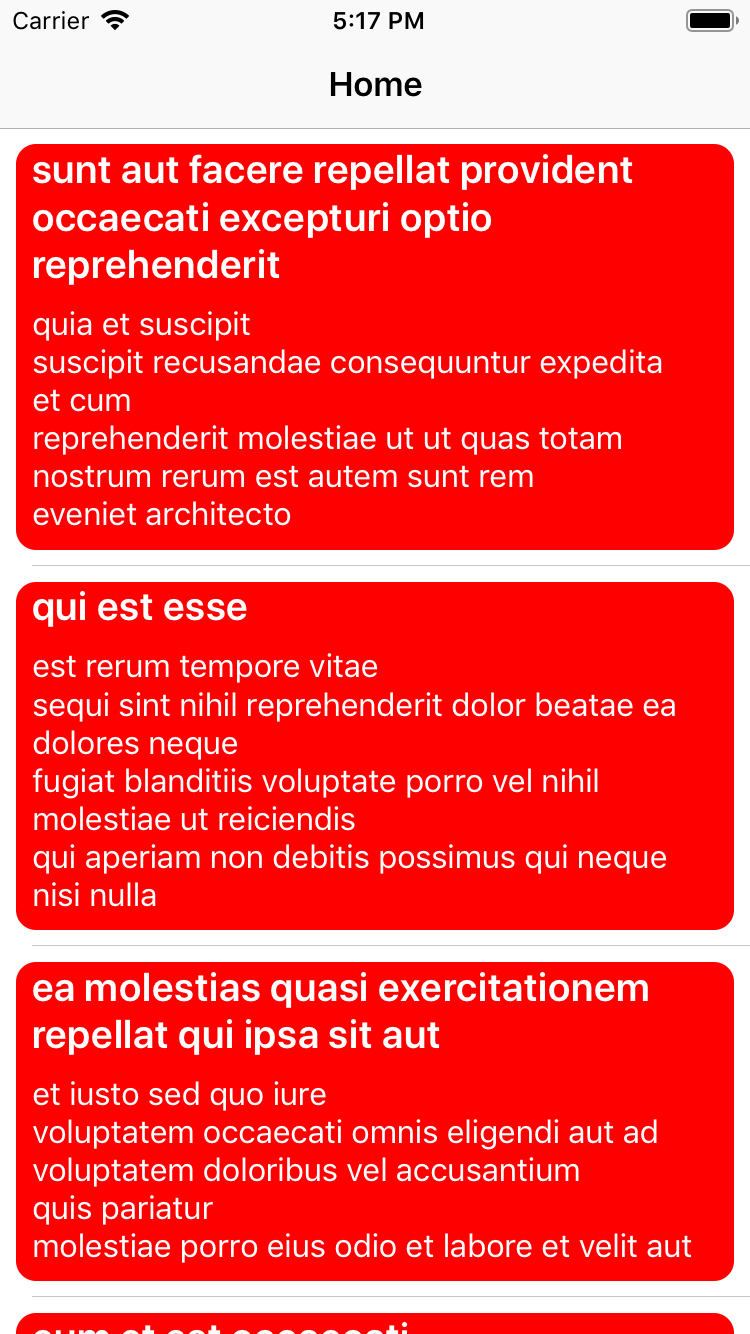 Carrier
5:17 PM
Home
sunt aut facere repellat provident
occaecati excepturi optio
reprehenderit
quia et suscipit
suscipit recusandae consequuntur expedita
et cum
reprehenderit molestiae ut ut quas totam
nostrum rerum est autem sunt rem
eveniet architecto
qui est esse
est rerum tempore vitae
sequi sint nihil reprehenderit dolor beatae ea
dolores neque
fugiat blanditiis voluptate porro vel nihil
molestiae ut reiciendis
qui aperiam non debitis possimus qui neque
nisi nulla
ea molestias quasi exercitationem
repellat qui ipsa sit aut
et iusto sed quo iure
voluptatem occaecati omnis eligendi aut ad
voluptatem doloribus vel accusantium
quis pariatur
molestiae porro eius odio et labore et velit aut